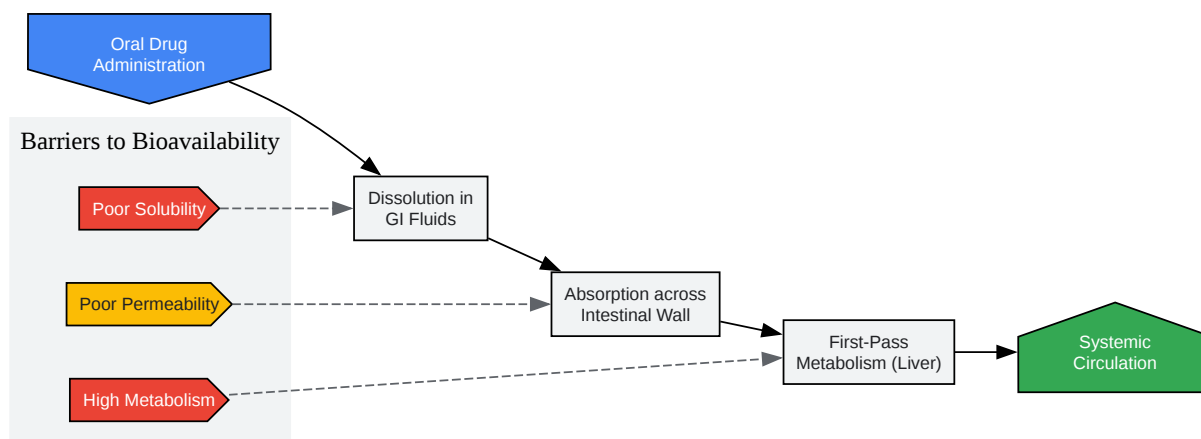 Oral Drug
Administration
Barriers to Bioavailability
Poor Solubility
Dissolution in
GI Fluids
Poor Permeability
Absorption across
Intestinal Wall
High Metabolism
First-Pass
Metabolism (Liver)
Systemic
Circulation